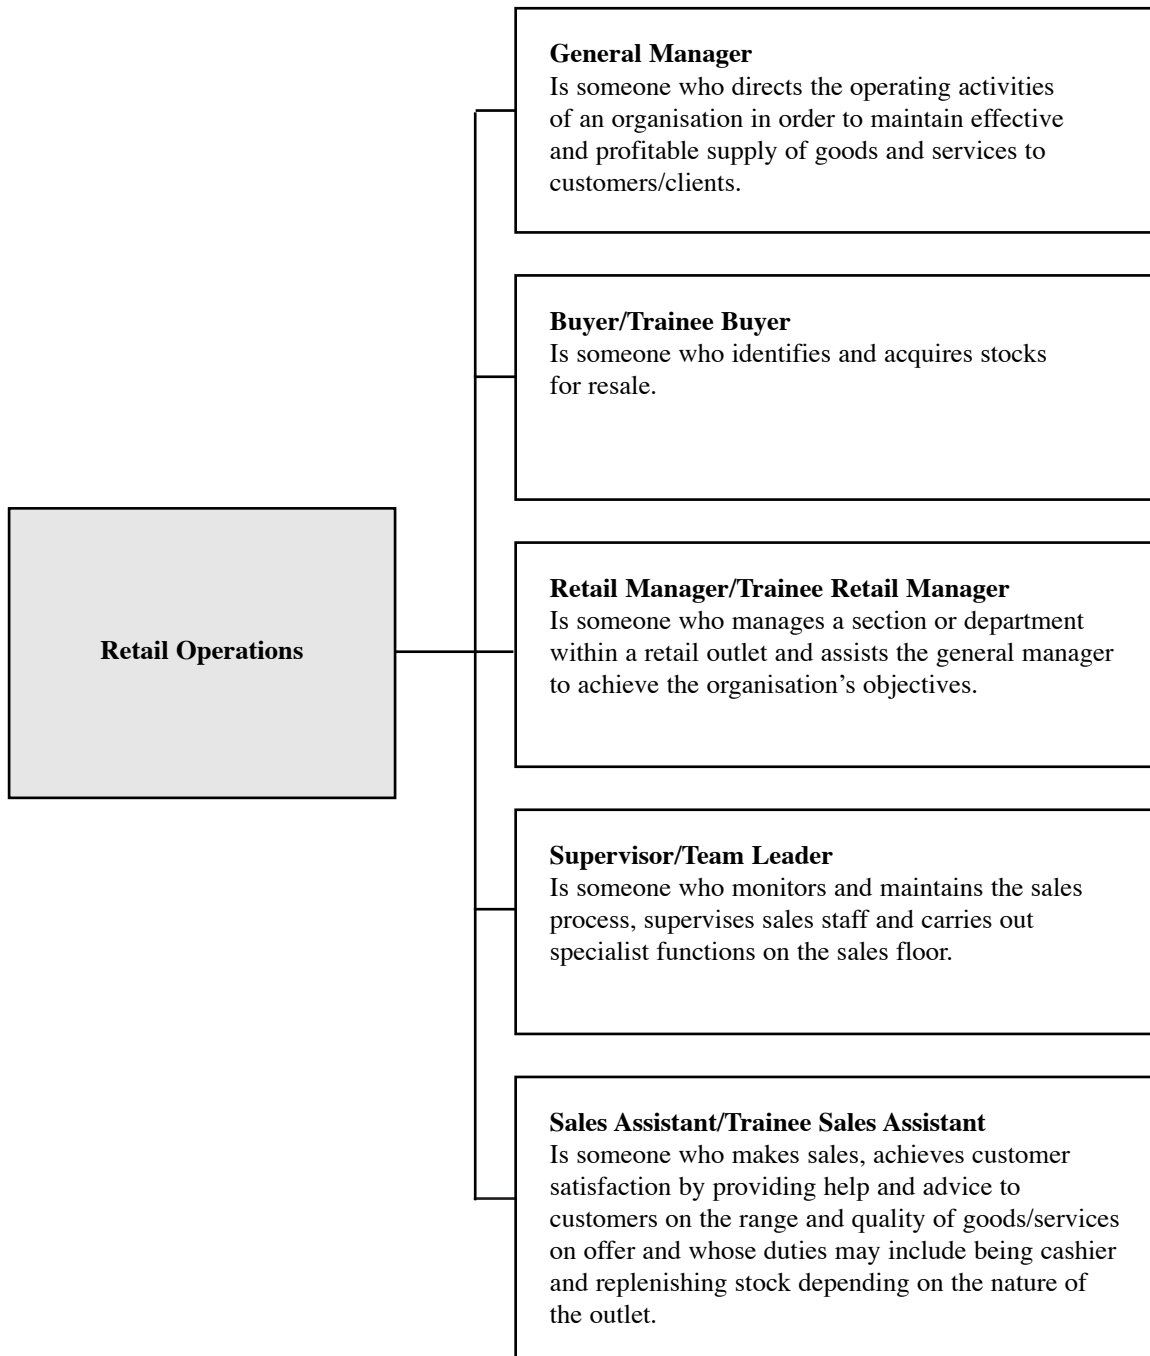 General Manager
Is someone who directs the operating activities
of an organisation in order to maintain effective
and profitable supply of goods and services to
customers/clients.
Buyer/Trainee Buyer
Is someone who identifies and acquires stocks
for resale.
Retail Operations
Retail Manager/Trainee Retail Manager
Is someone who manages a section or department
within a retail outlet and assists the general manager
to achieve the organisation’s objectives.
Supervisor/Team Leader
Is someone who monitors and maintains the sales
process, supervises sales staff and carries out
specialist functions on the sales floor.
Sales Assistant/Trainee Sales Assistant
Is someone who makes sales, achieves customer
satisfaction by providing help and advice to
customers on the range and quality of goods/services
on offer and whose duties may include being cashier
and replenishing stock depending on the nature of
the outlet.